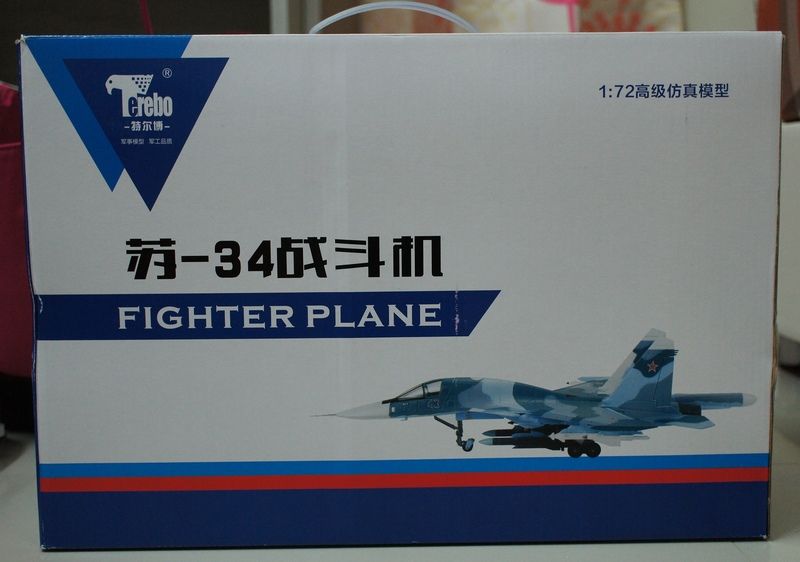 ®
Terebo
-特尔博-
军事模型 军工品质
1:72高级仿真模型
苏-34战斗机
FIGHTER PLANE